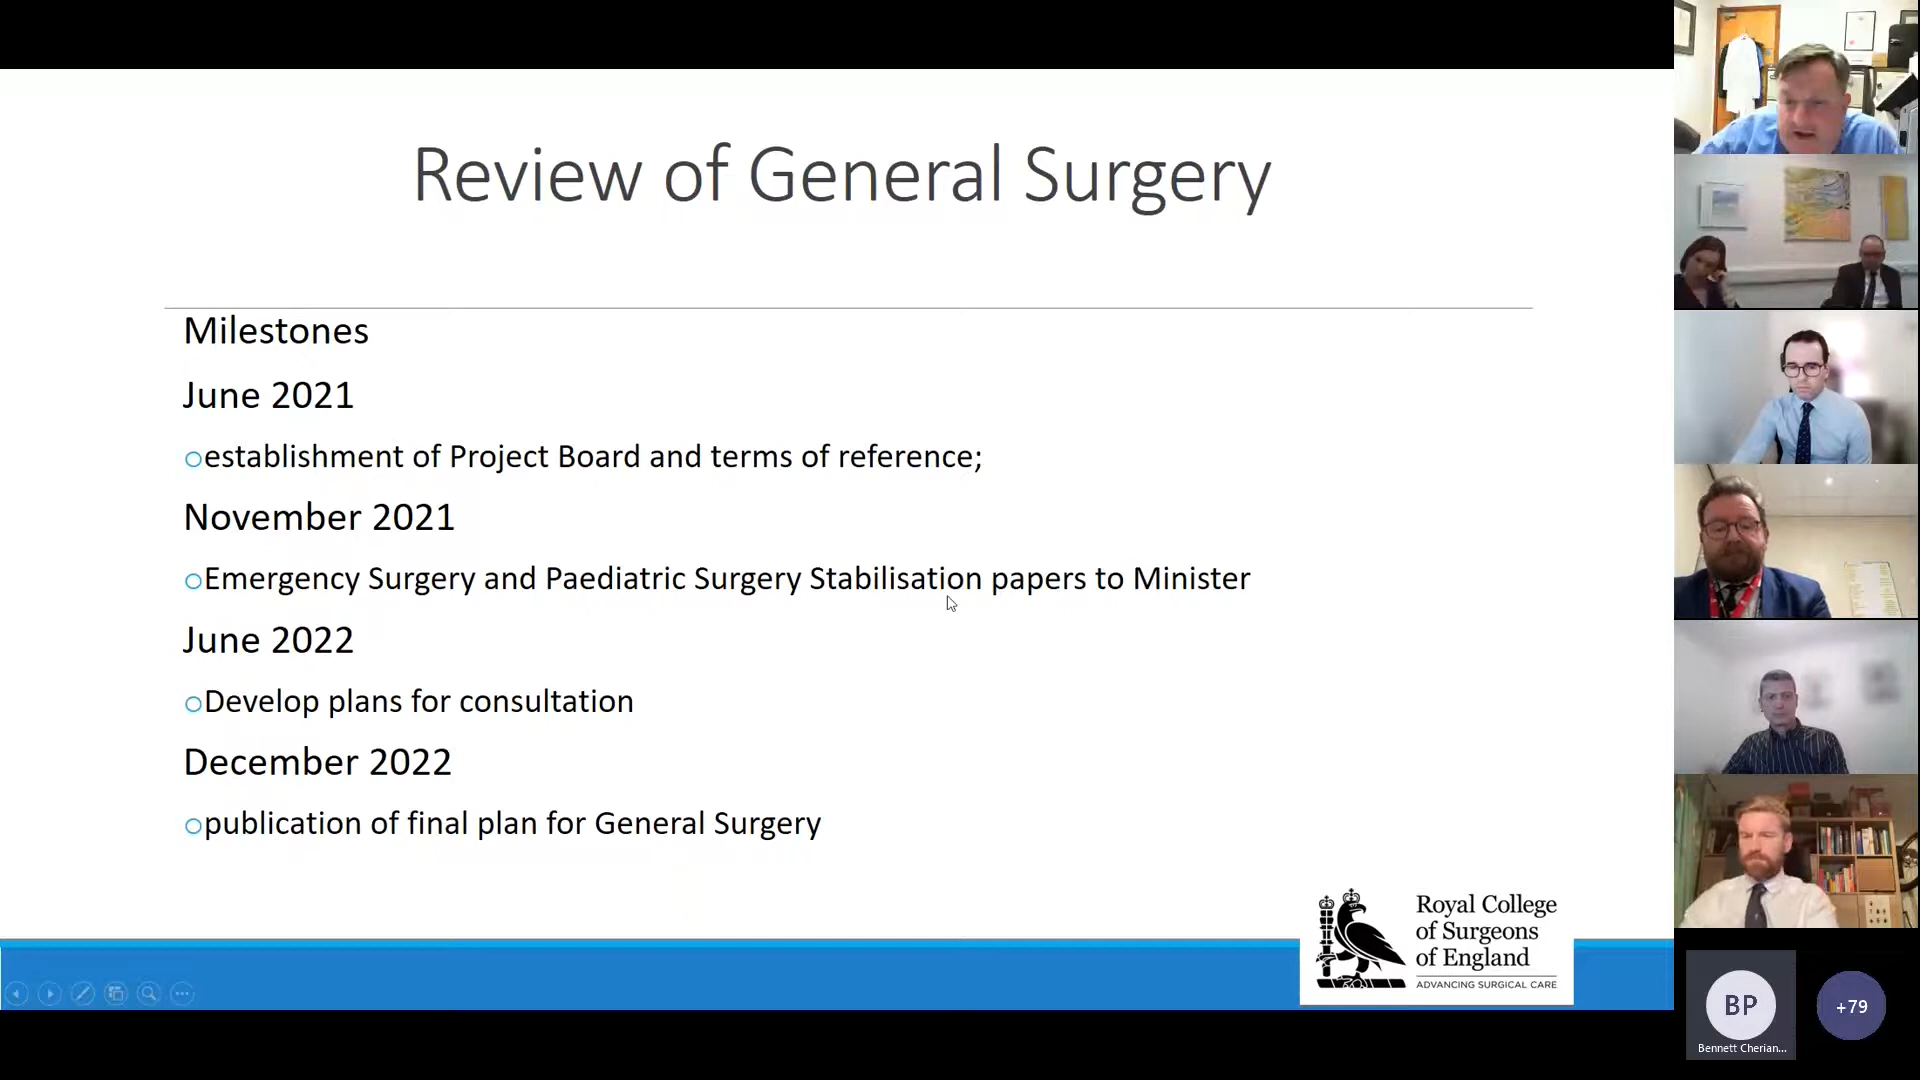 Review of General Surgery
Milestones
June 2021
establishment of Project Board and terms of reference;
November 2021
Emergency Surgery and Paediatric Surgery Stabilisation papers to Minister
June 2022
Develop plans for consultation
December 2022
publication of final plan for General Surgery
Royal College
of Surgeons
of England
ADVANCING SURGICAL CARE
BP
Bennett Cherian...
+79